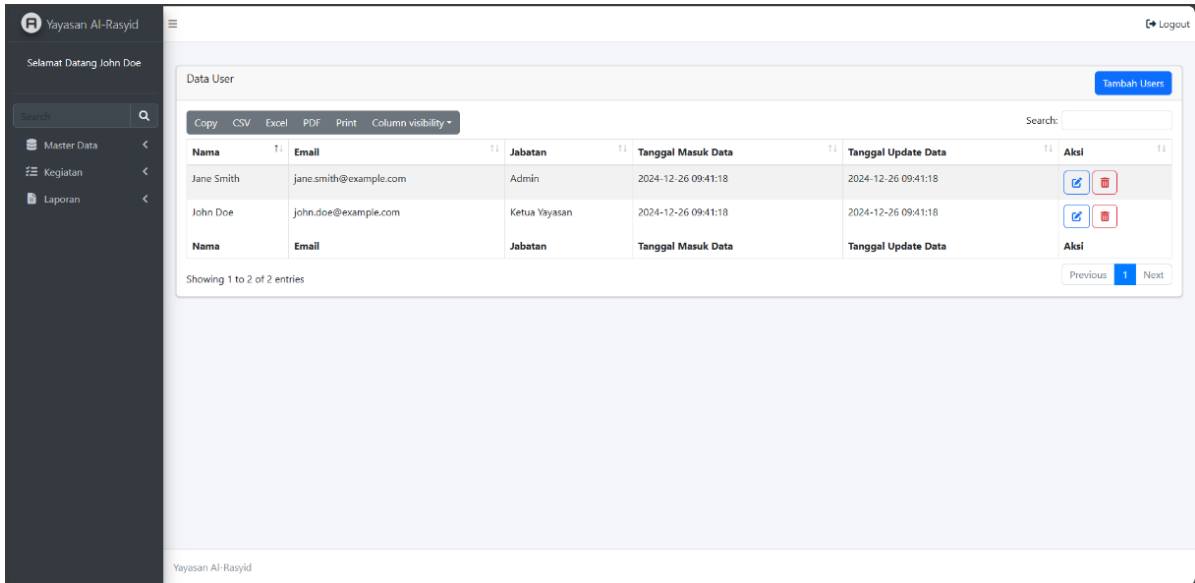 Yayasan Al-Rasyid
Logout
Selamat Datang John Doe
Search
Master Data
Kegiatan
Laporan
Data User
Tambah Users
Copy CSV Excel PDF Print Column visibility
Search:
Nama Email Jabatan Tanggal Masuk Data Tanggal Update Data Aksi
Jane Smith jane.smith@example.com Admin 2024-12-26 09:41:18 2024-12-26 09:41:18
John Doe john.doe@example.com Ketua Yayasan 2024-12-26 09:41:18 2024-12-26 09:41:18
Nama Email Jabatan Tanggal Masuk Data Tanggal Update Data Aksi
Showing 1 to 2 of 2 entries
Previous 1 Next
Yayasan Al-Rasyid